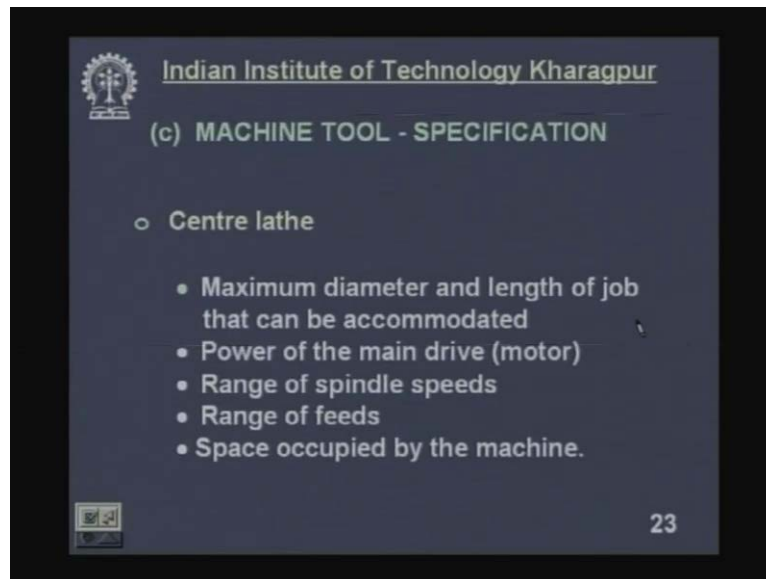 Indian Institute of Technology Kharagpur
(c) MACHINE TOOL - SPECIFICATION
o Centre lathe
• Maximum diameter and length of job
that can be accommodated
• Power of the main drive (motor)
• Range of spindle speeds
• Range of feeds
• Space occupied by the machine.
23